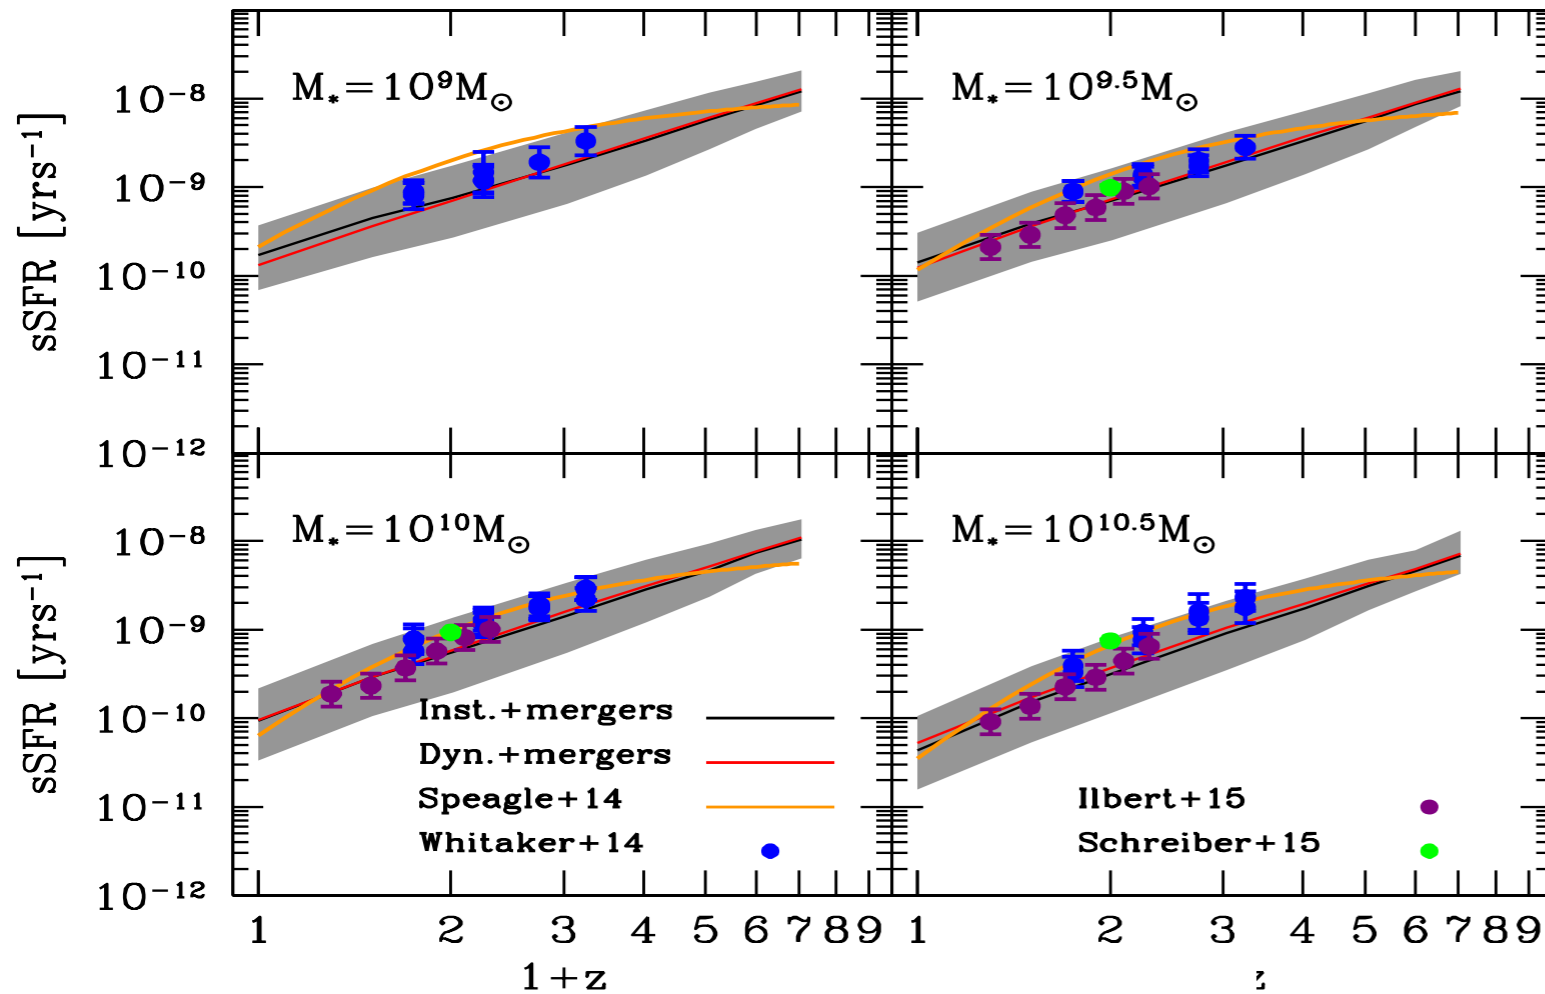 M* = 10^9 M⊙
M* = 10^9.5 M⊙
10^-8
10^-9
10^-10
10^-11
10^-12
sSFR [yrs^-1]
M* = 10^10 M⊙
M* = 10^10.5 M⊙
10^-8
10^-9
10^-10
10^-11
10^-12
sSFR [yrs^-1]
Inst.+mergers
Dyn.+mergers
Speagle+14
Whitaker+14
Ilbert+15
Schreiber+15
1 2 3 4 5 6 7 8 9
1 2 3 4 5 6 7 8 9
1+z
z